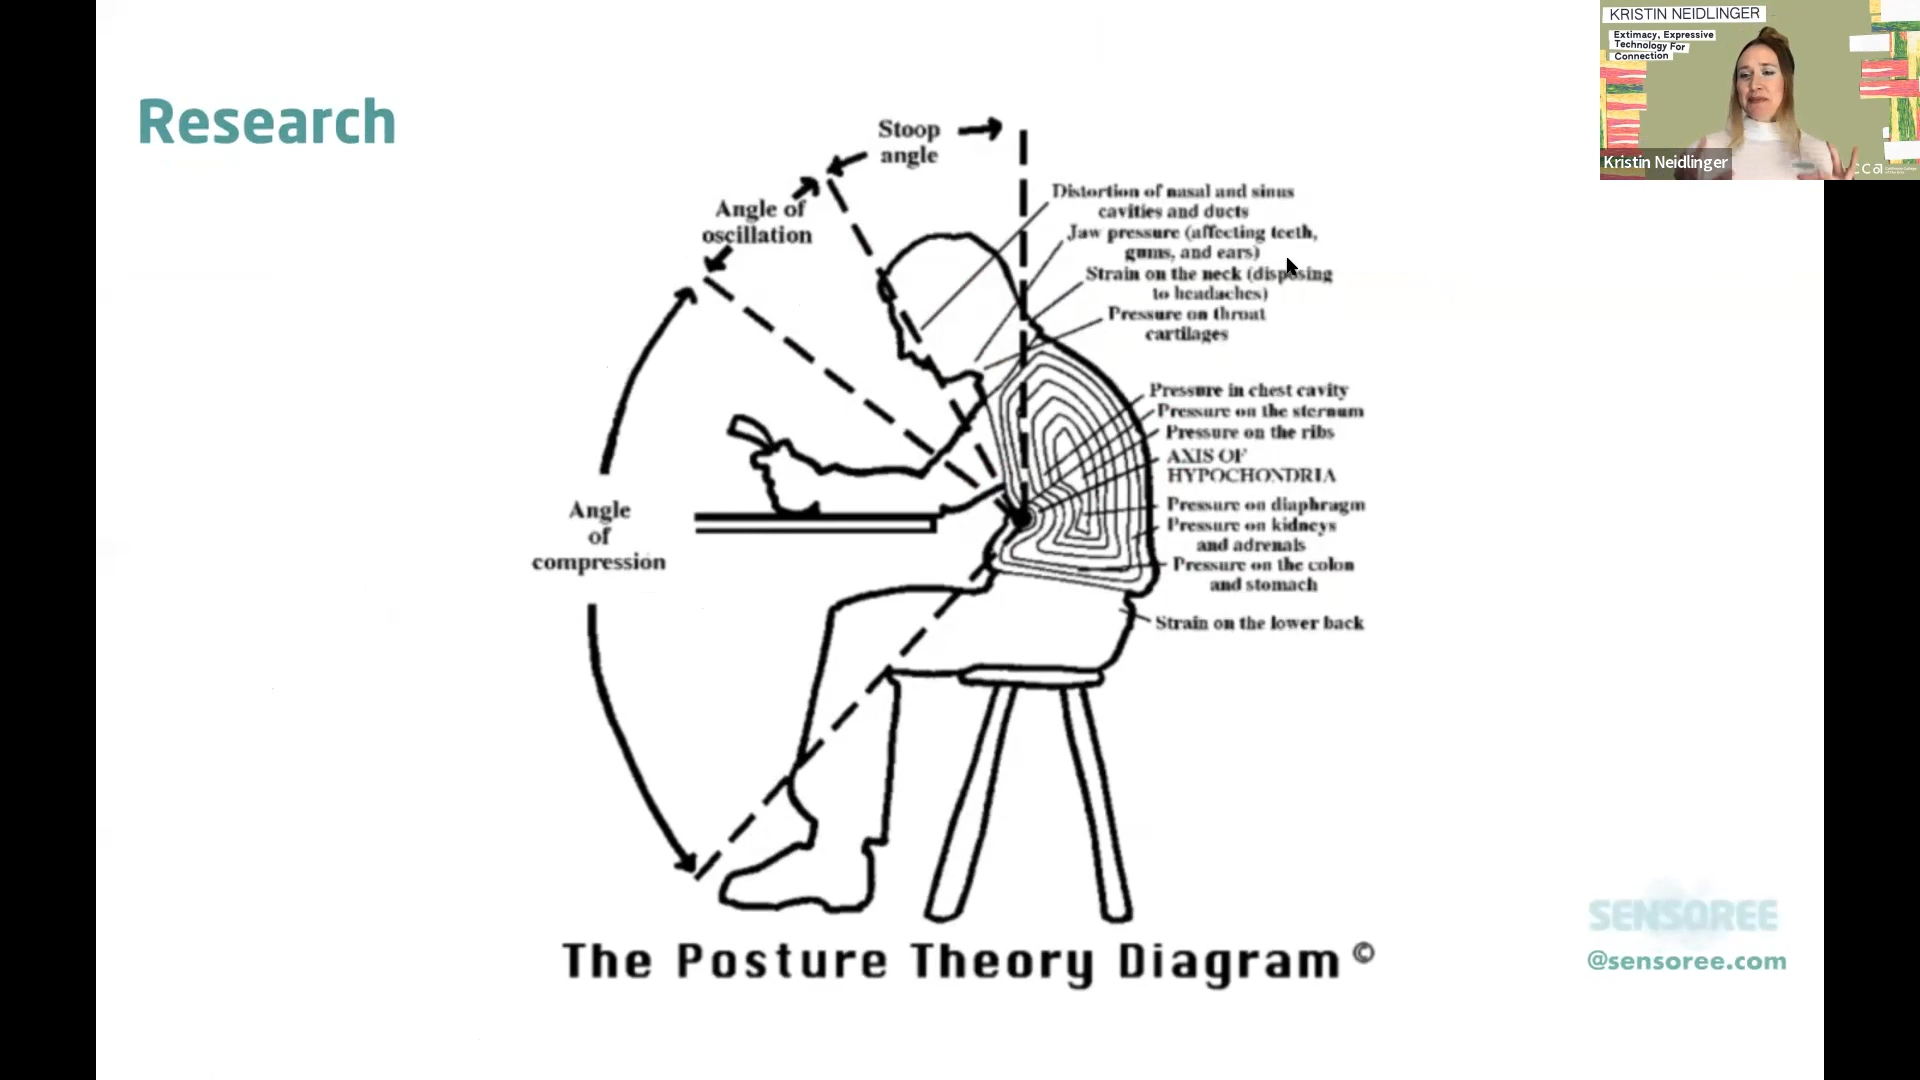 Research
KRISTIN NEIDLINGER
Extimacy, Expressive
Technology For
Connection
Kristin Neidlinger
cca
Stoop
angle
Angle of
oscillation
Distortion of nasal and sinus
cavities and ducts
Jaw pressure (affecting teeth,
gums, and ears)
Strain on the neck (disposing
to headaches)
Pressure on throat
cartilages
Pressure in chest cavity
Pressure on the sternum
Pressure on the ribs
AXIS OF
HYPOCHONDRIA
Pressure on diaphragm
Pressure on kidneys
and adrenals
Pressure on the colon
and stomach
Strain on the lower back
Angle
of
compression
The Posture Theory Diagram ©
SENSOREE
@sensoree.com